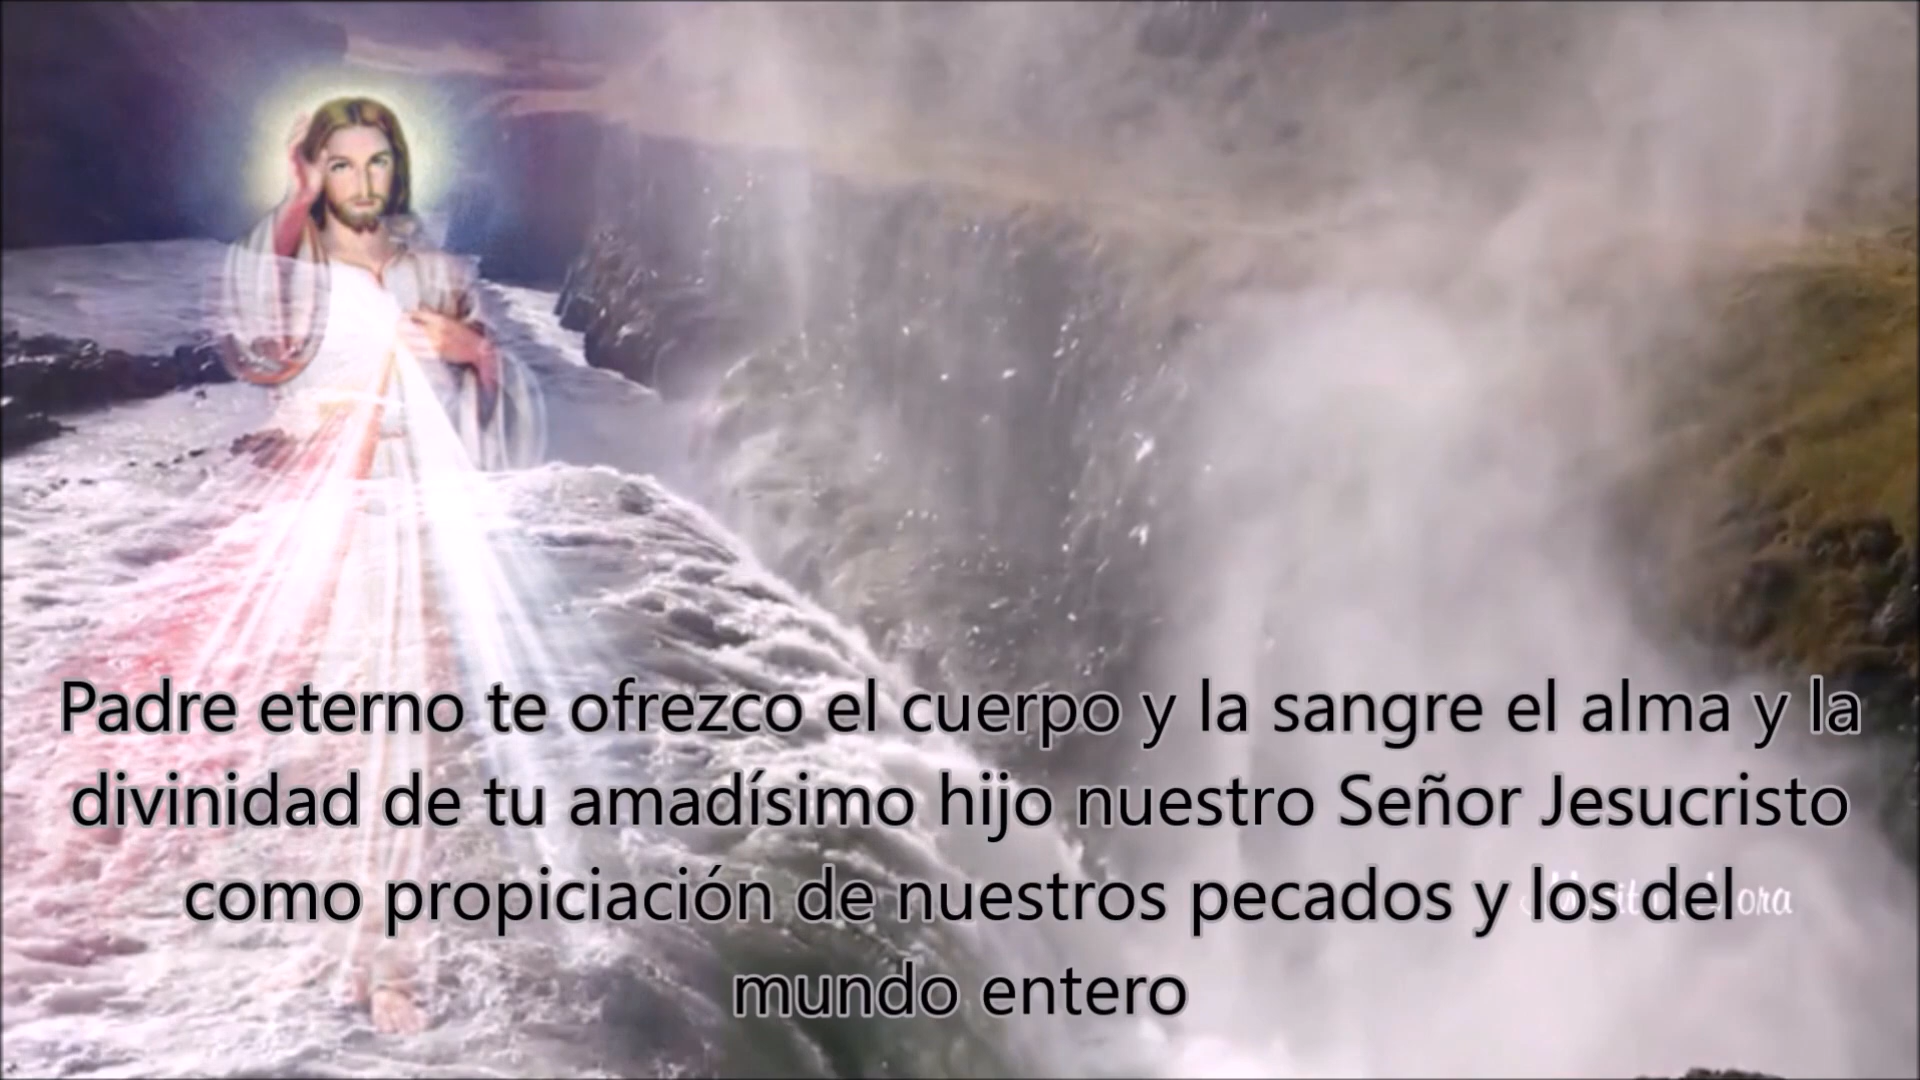 Padre eterno te ofrezco el cuerpo y la sangre el alma y la
divinidad de tu amadísimo hijo nuestro Señor Jesucristo
como propiciación de nuestros pecados y los del
mundo entero